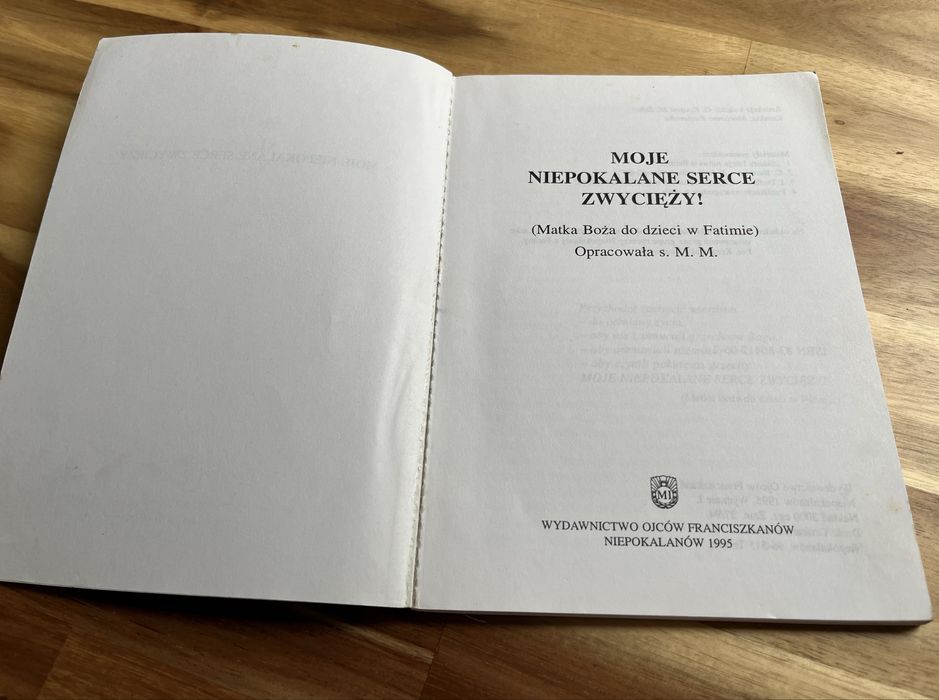 MOJE
NIEPOKALANE SERCE
ZWYCIĘŻY!
(Matka Boża do dzieci w Fatimie)
Opracowała s. M. M.
MI
WYDAWNICTWO OJCÓW FRANCISZKANÓW
NIEPOKALANÓW 1995